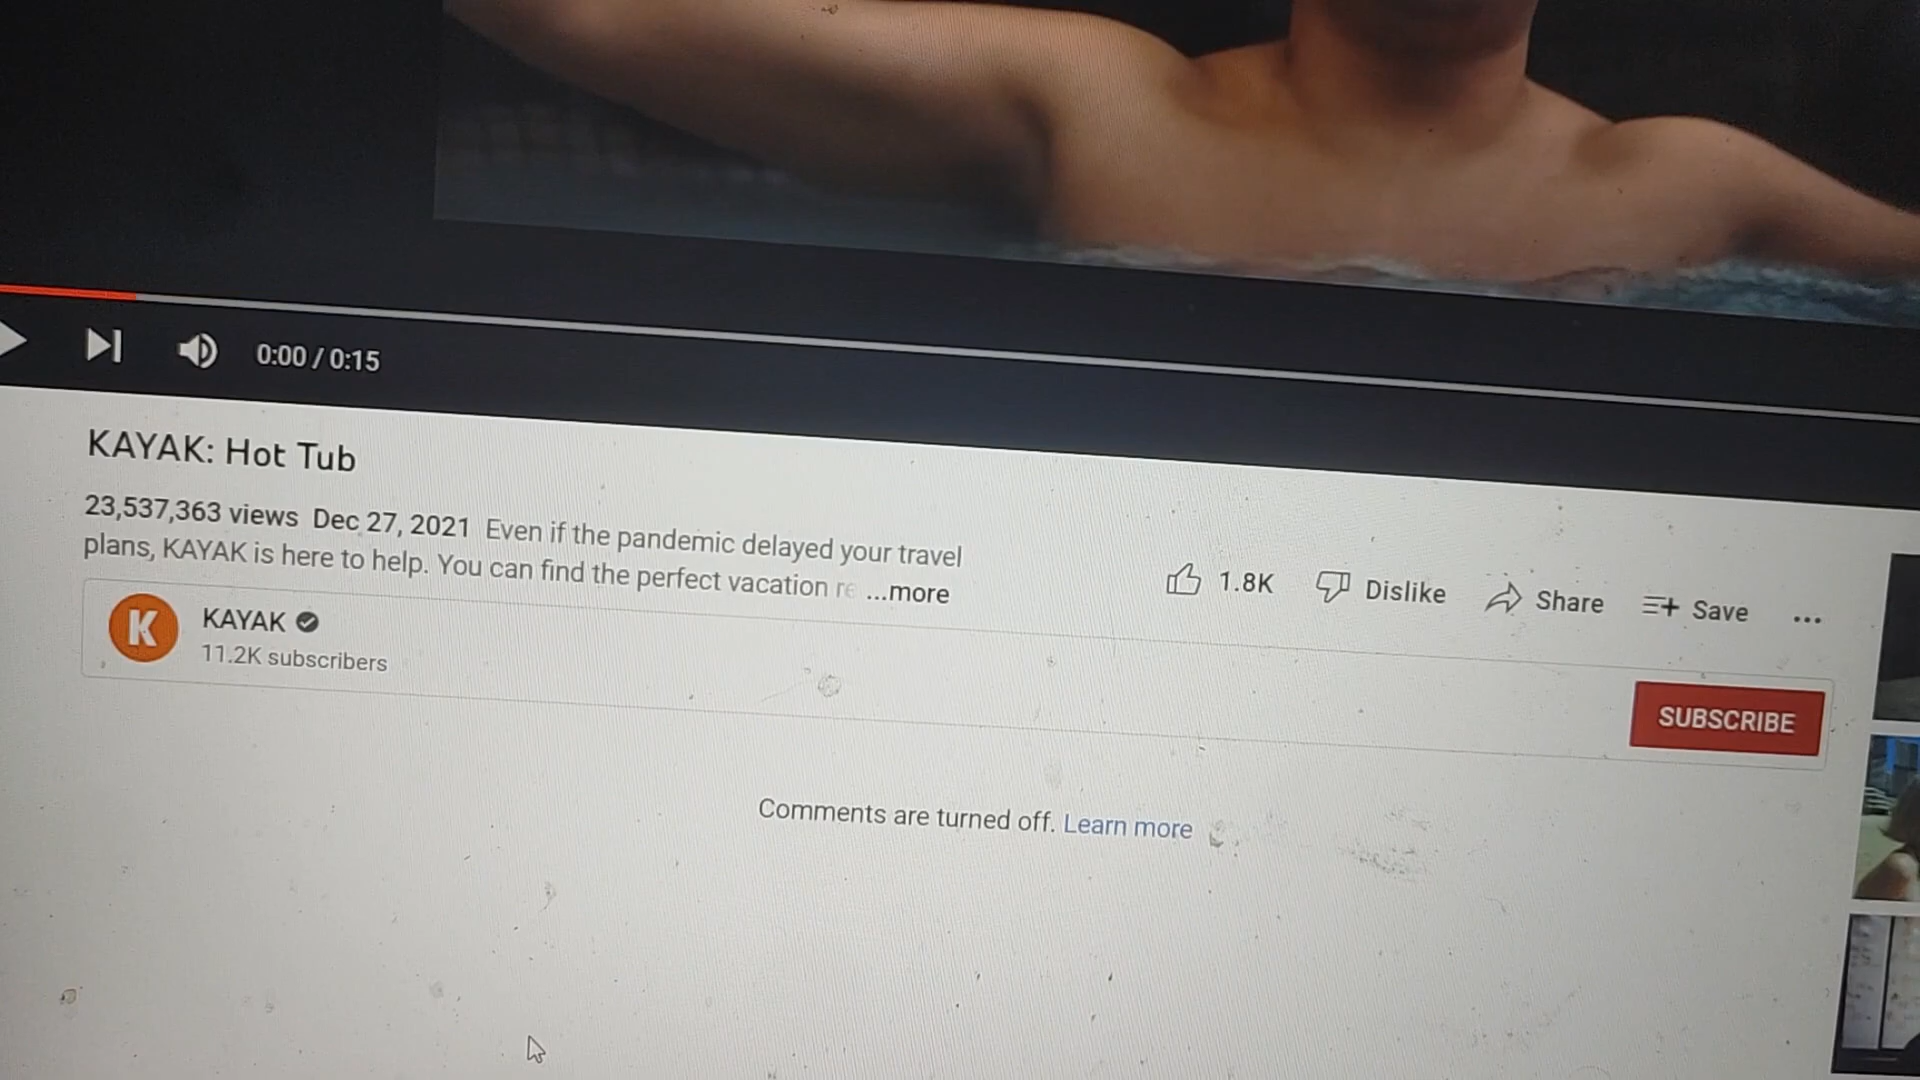 0:00 / 0:15
KAYAK: Hot Tub
23,537,363 views Dec 27, 2021 Even if the pandemic delayed your travel
plans, KAYAK is here to help. You can find the perfect vacation re ...more
1.8K Dislike Share Save ...
K
KAYAK
11.2K subscribers
SUBSCRIBE
Comments are turned off. Learn more